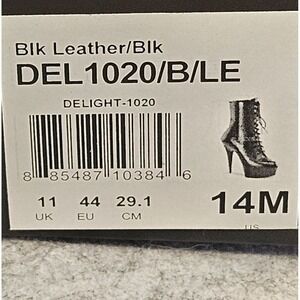 Blk Leather/Blk
DEL1020/B/LE
DELIGHT-1020
8 85487 10384 6
11 44 29.1 14M
UK EU CM US